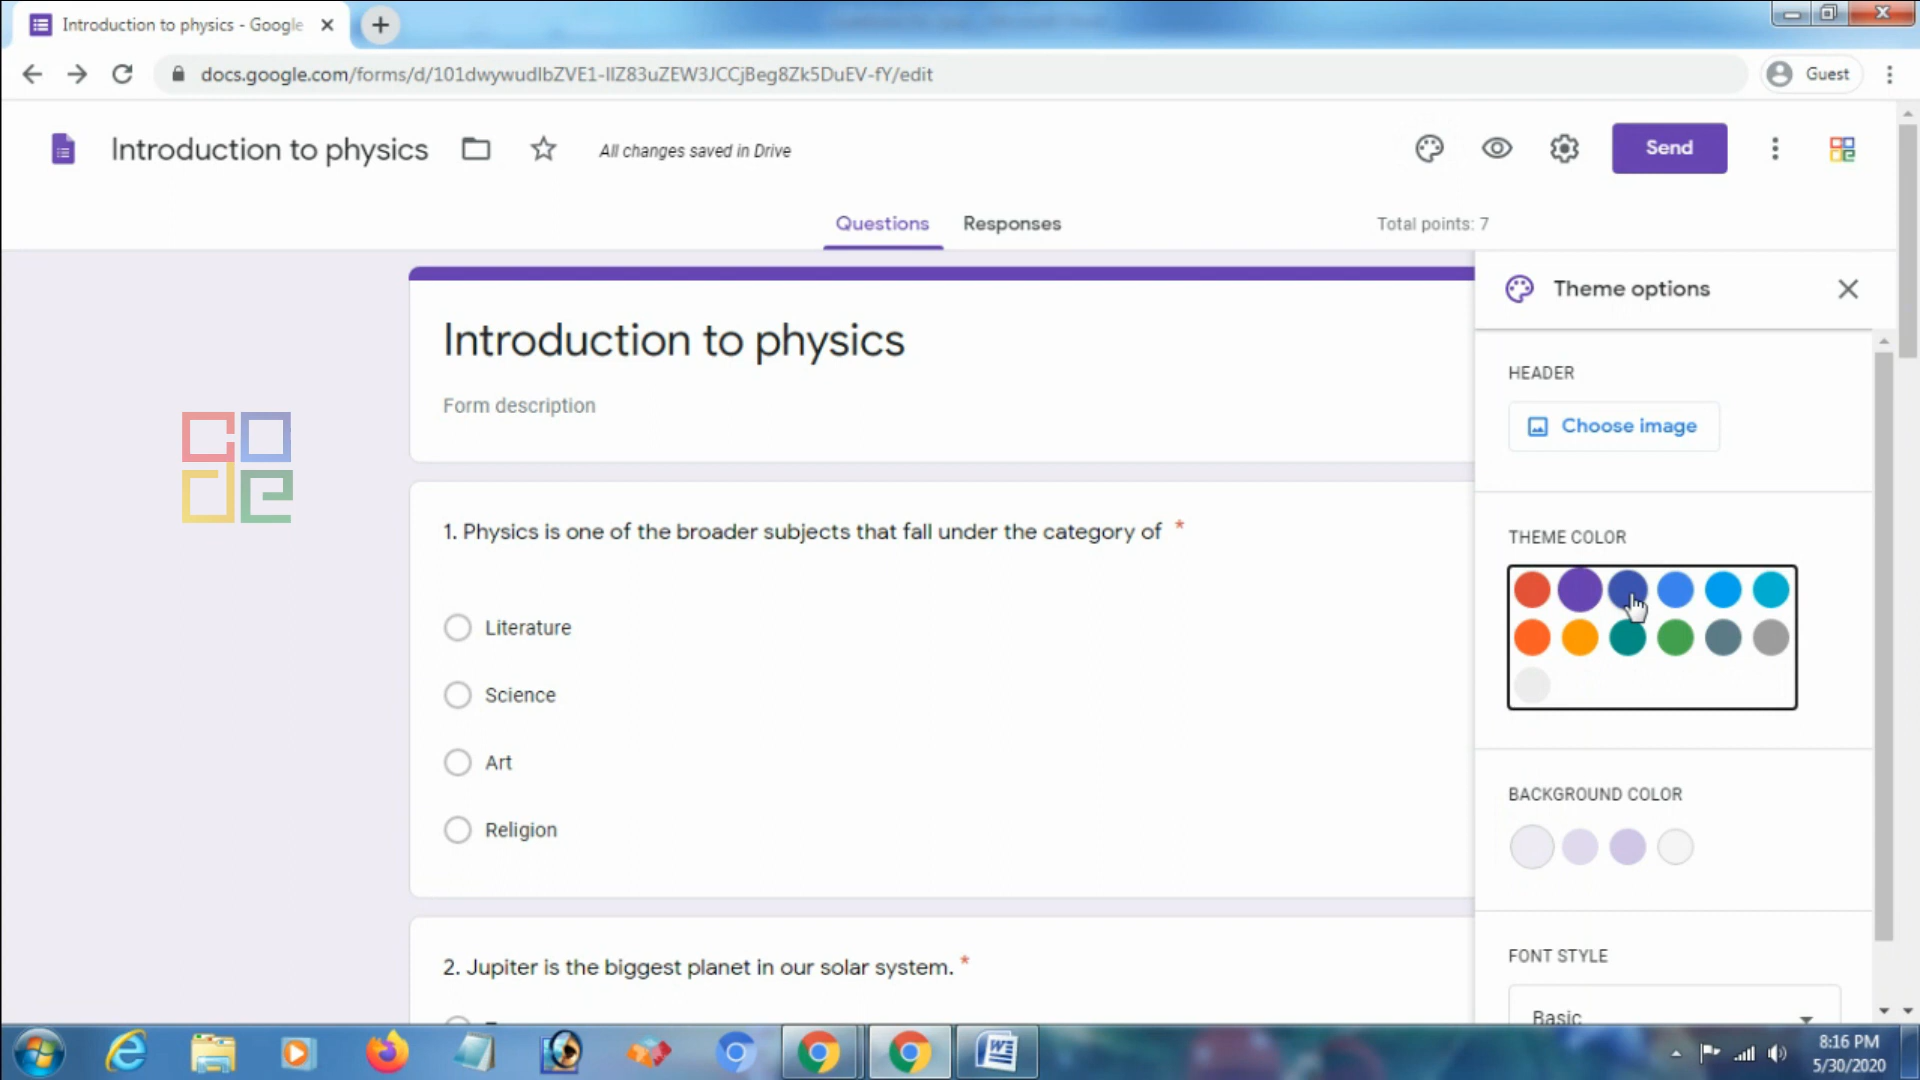 Introduction to physics - Google
docs.google.com/forms/d/101dwywudlbZVE1-IlZ83uZEW3JCCjBeg8Zk5DuEV-fY/edit
Guest
Introduction to physics
All changes saved in Drive
Send
Questions
Responses
Total points: 7
Theme options
Introduction to physics
Form description
HEADER
Choose image
CODE
1. Physics is one of the broader subjects that fall under the category of *
Literature
Science
Art
Religion
THEME COLOR
BACKGROUND COLOR
2. Jupiter is the biggest planet in our solar system. *
FONT STYLE
Basic
8:16 PM
5/30/2020